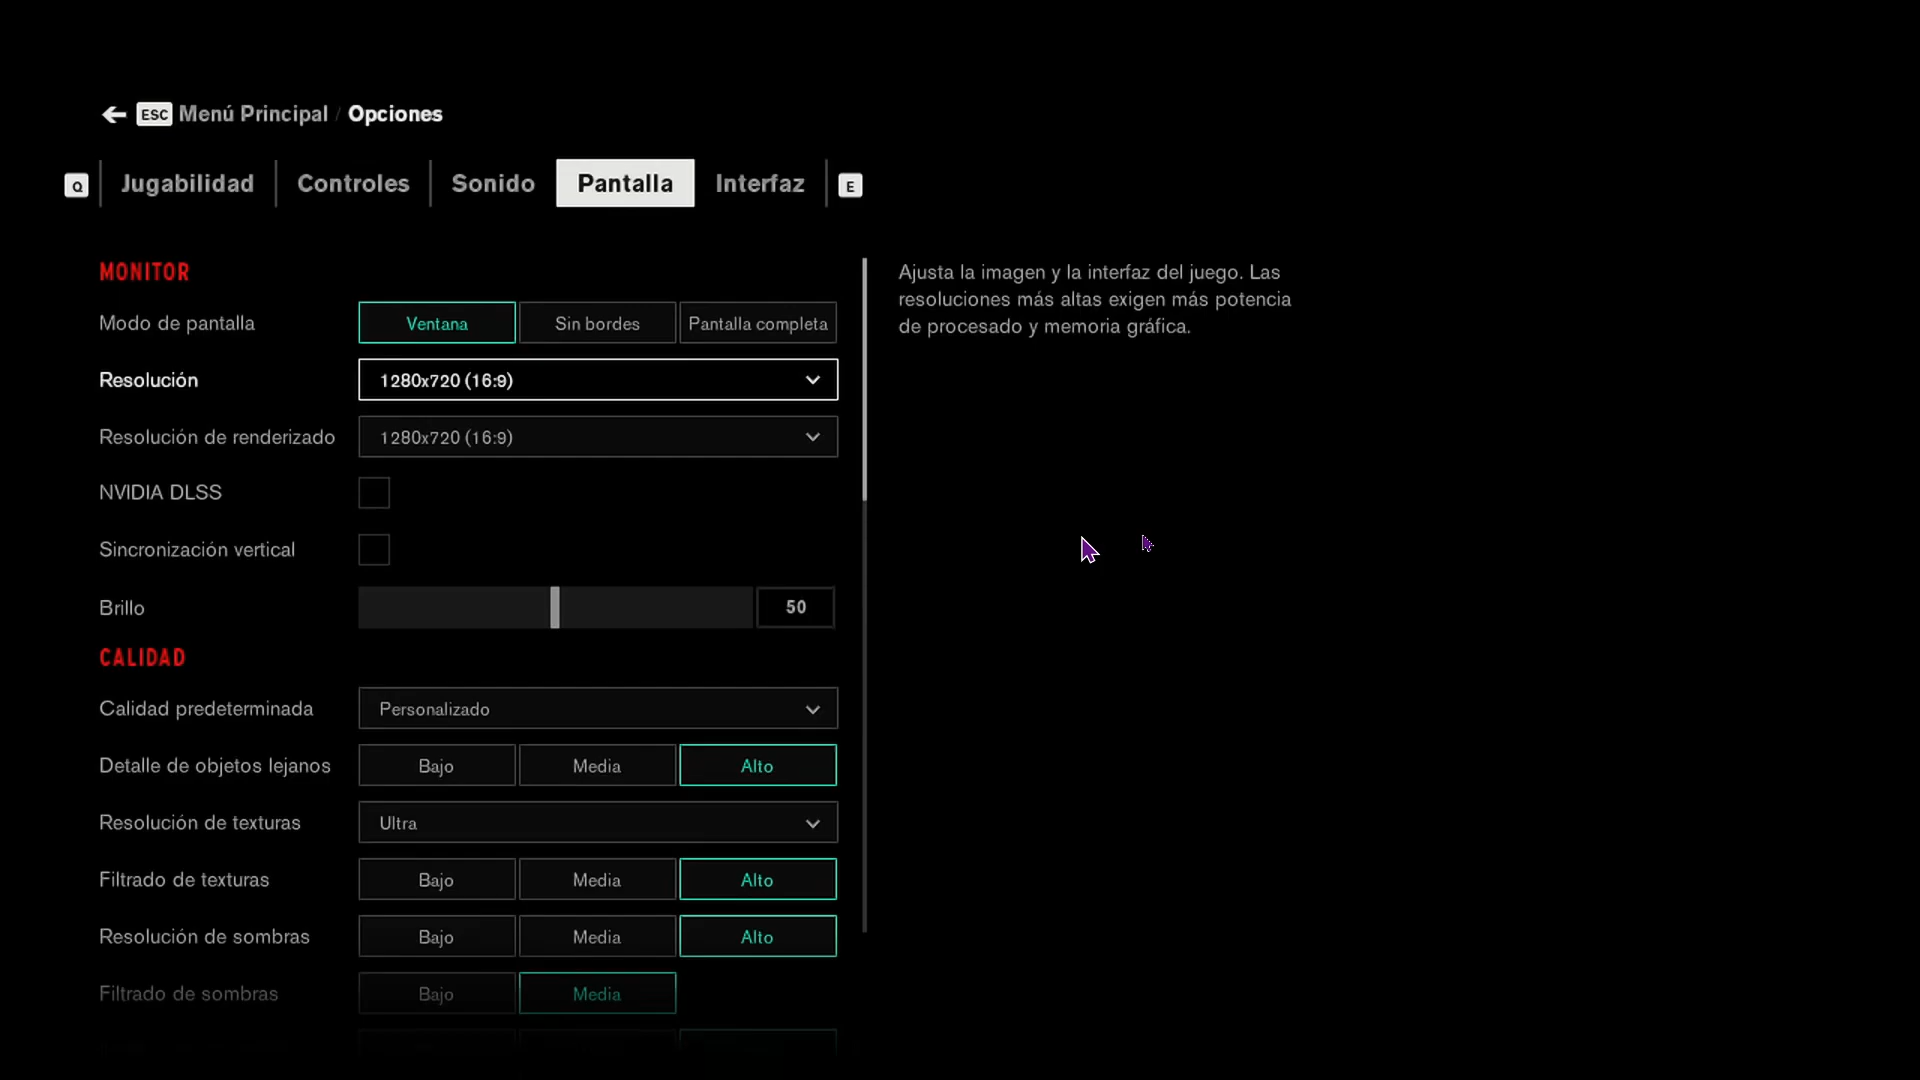 ESC Menú Principal / Opciones
Q Jugabilidad Controles Sonido Pantalla Interfaz E
MONITOR
Modo de pantalla Ventana Sin bordes Pantalla completa
Resolución 1280x720 (16:9)
Resolución de renderizado 1280x720 (16:9)
NVIDIA DLSS
Sincronización vertical
Brillo 50
CALIDAD
Calidad predeterminada Personalizado
Detalle de objetos lejanos Bajo Media Alto
Resolución de texturas Ultra
Filtrado de texturas Bajo Media Alto
Resolución de sombras Bajo Media Alto
Filtrado de sombras Bajo Media
Ajusta la imagen y la interfaz del juego. Las
resoluciones más altas exigen más potencia
de procesado y memoria gráfica.